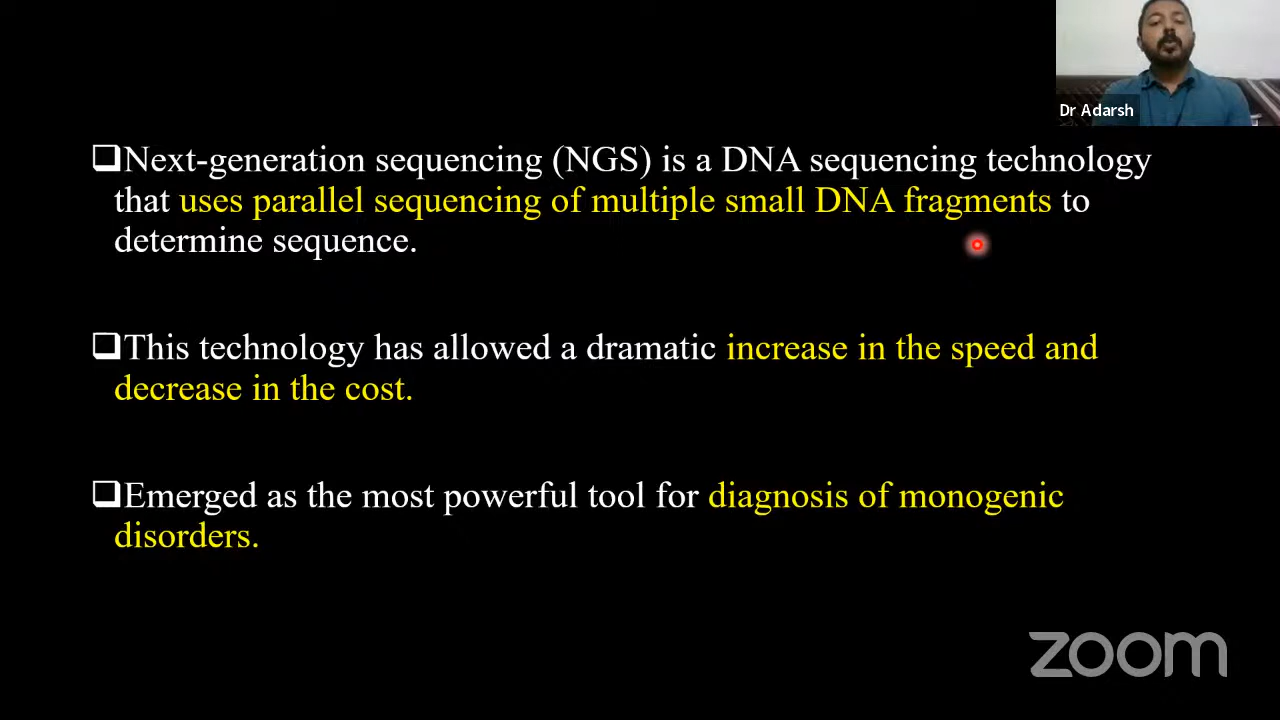 Dr Adarsh
Next-generation sequencing (NGS) is a DNA sequencing technology
that uses parallel sequencing of multiple small DNA fragments to
determine sequence.
This technology has allowed a dramatic increase in the speed and
decrease in the cost.
Emerged as the most powerful tool for diagnosis of monogenic
disorders.
zoom